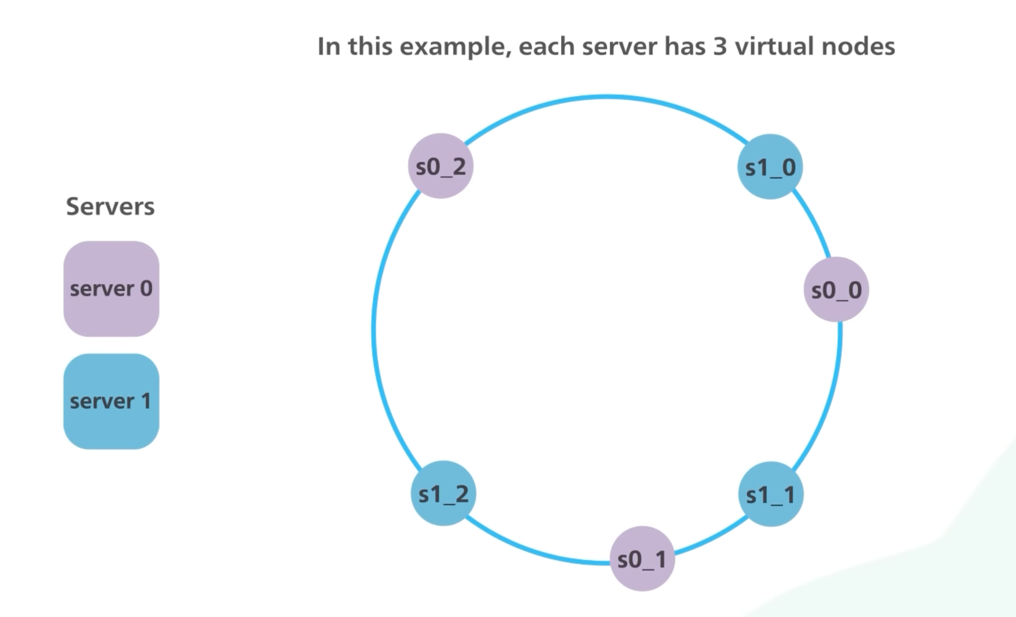 In this example, each server has 3 virtual nodes
Servers
server 0
server 1
s0_2
s1_0
s0_0
s1_2
s1_1
s0_1